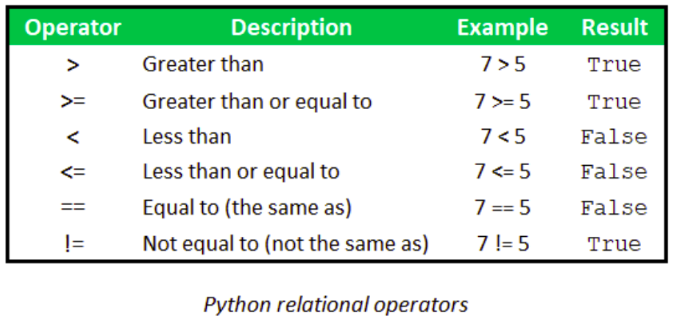 Operator Description Example Result
> Greater than 7 > 5 True
>= Greater than or equal to 7 >= 5 True
< Less than 7 < 5 False
<= Less than or equal to 7 <= 5 False
== Equal to (the same as) 7 == 5 False
!= Not equal to (not the same as) 7 != 5 True
Python relational operators